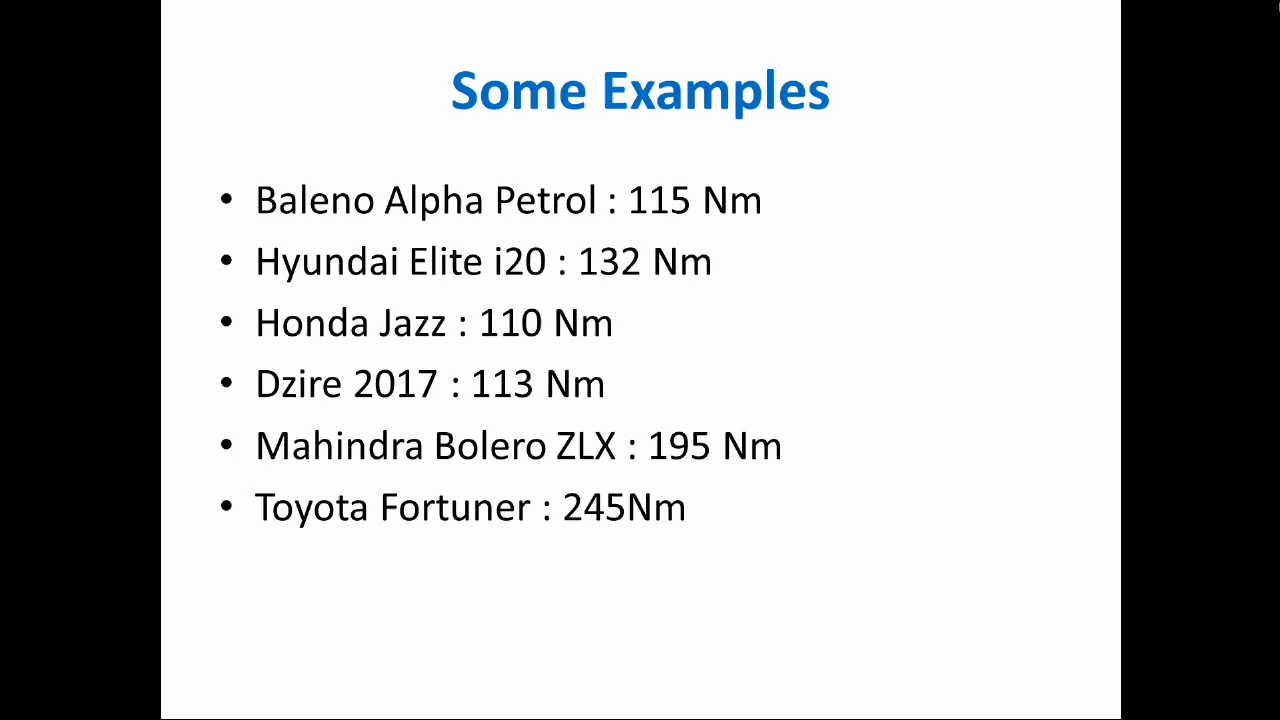 Some Examples
• Baleno Alpha Petrol : 115 Nm
• Hyundai Elite i20 : 132 Nm
• Honda Jazz : 110 Nm
• Dzire 2017 : 113 Nm
• Mahindra Bolero ZLX : 195 Nm
• Toyota Fortuner : 245Nm